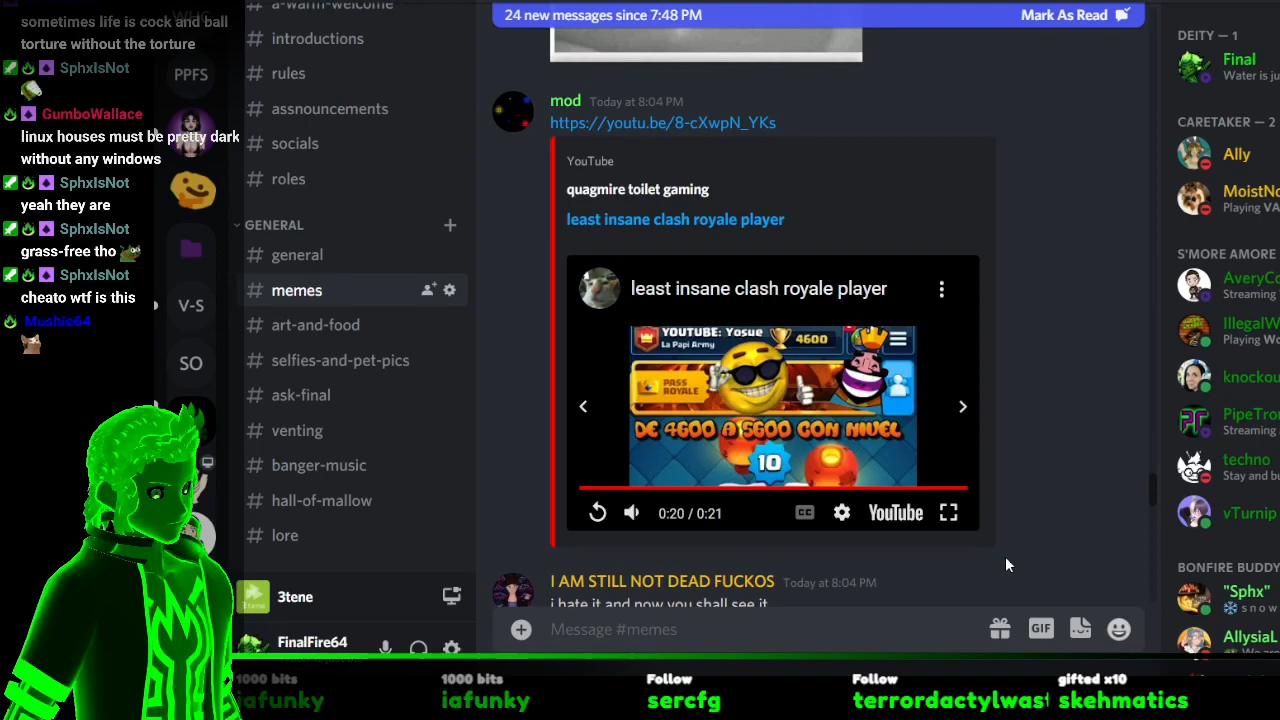 sometimes life is cock and ball
torture without the torture
SphxIsNot
GumboWallace
linux houses must be pretty dark
without any windows
SphxIsNot
yeah they are
SphxIsNot
grass-free tho
SphxIsNot
cheato wtf is this
Mushie64
PPFS
V-S
SO
a-warm-welcome
# introductions
# rules
# assnouncements
# socials
# roles
GENERAL
# general
# memes
# art-and-food
# selfies-and-pet-pics
# ask-final
# venting
# banger-music
# hall-of-mallow
# lore
3tene
FinalFire64
24 new messages since 7:48 PM
Mark As Read
mod Today at 8:04 PM
https://youtu.be/8-cXwpN_YKs
YouTube
quagmire toilet gaming
least insane clash royale player
least insane clash royale player
YOUTUBE: Yosue
La Papi Army
4600
PASS
ROYALE
DE 4600 A 5600 CON NIVEL
10
0:20 / 0:21
CC
YouTube
I AM STILL NOT DEAD FUCKOS Today at 8:04 PM
i hate it and now you shall see it
Message #memes
GIF
DEITY — 1
Final
Water is ju
CARETAKER — 2
Ally
MoistNo
Playing VA
S'MORE AMORE
AveryCo
Streaming
IllegalW
Playing Wo
knockou
PipeTron
Streaming
techno
Stay and bu
vTurnip
BONFIRE BUDDY
"Sphx"
snow
AllysiaL
1000 bits
iafunky
1000 bits
iafunky
Follow
sercfg
Follow
terrordactylwast
gifted x10
skehmatics